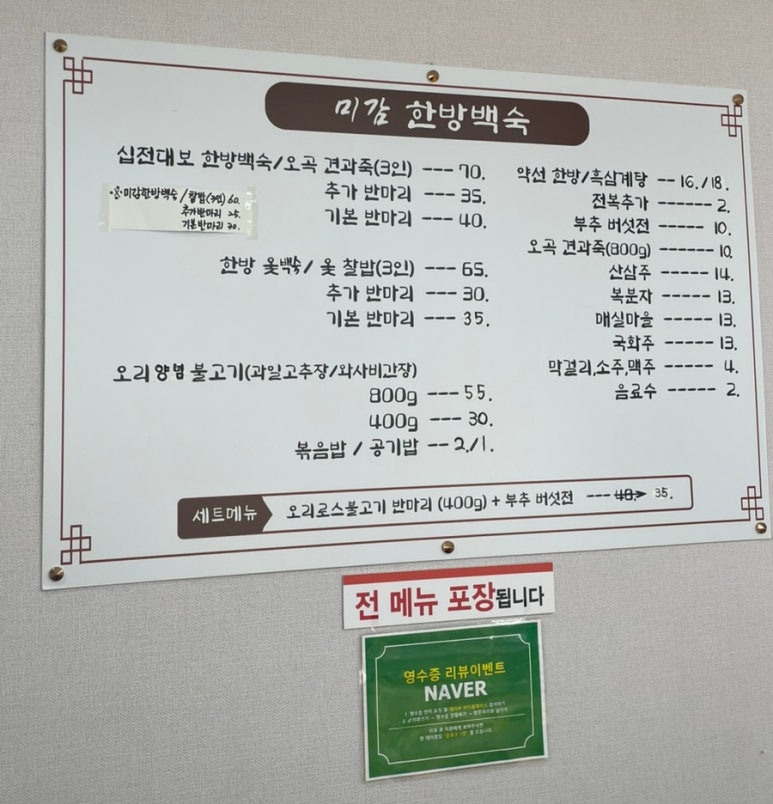 미감 한방백숙
십전대보 한방백숙/오곡 견과죽(3인) --- 70.
추가 반마리 --- 35.
기본 반마리 --- 40.
미감한방백숙 / 찰밥(3인) 60.
추가반마리 25.
기본반마리 30.
한방 옻백숙/ 옻 찰밥(3인) --- 65.
추가 반마리 --- 30.
기본 반마리 --- 35.
오리양념 불고기(과일고추장/와사비간장)
800g --- 55.
400g --- 30.
볶음밥 / 공기밥 -- 2./1.
약선 한방/흑삼계탕 -- 16./18.
전복추가 ------ 2.
부추 버섯전 ----- 10.
오곡 견과죽(800g) ------ 10.
산삼주 ----- 14.
복분자 ----- 13.
매실마을 ------ 13.
국화주 ----- 13.
막걸리,소주,맥주 ----- 4.
음료수 ----- 2.
세트메뉴
오리로스불고기 반마리 (400g) + 부추 버섯전 --- 40. 35.
전 메뉴 포장됩니다
영수증 리뷰이벤트
NAVER